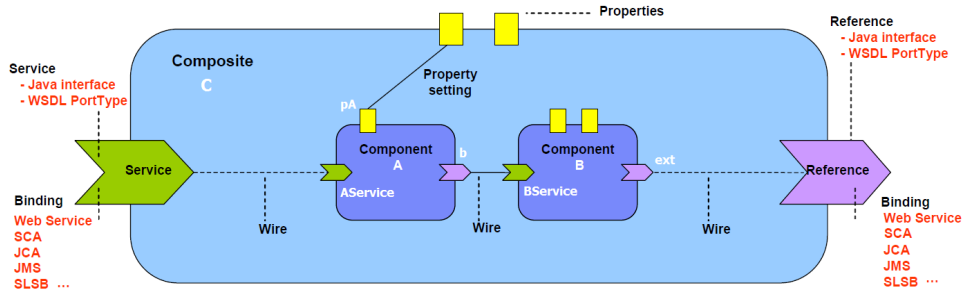 Properties
Reference
- Java interface
- WSDL PortType
Composite
C
Service
- Java interface
- WSDL PortType
Property
setting
pA
Component
A
b
Component
B
ext
Service
AService
BService
Reference
Wire
Wire
Wire
Binding
Web Service
SCA
JCA
JMS
SLSB ...
Binding
Web Service
SCA
JCA
JMS
SLSB ...